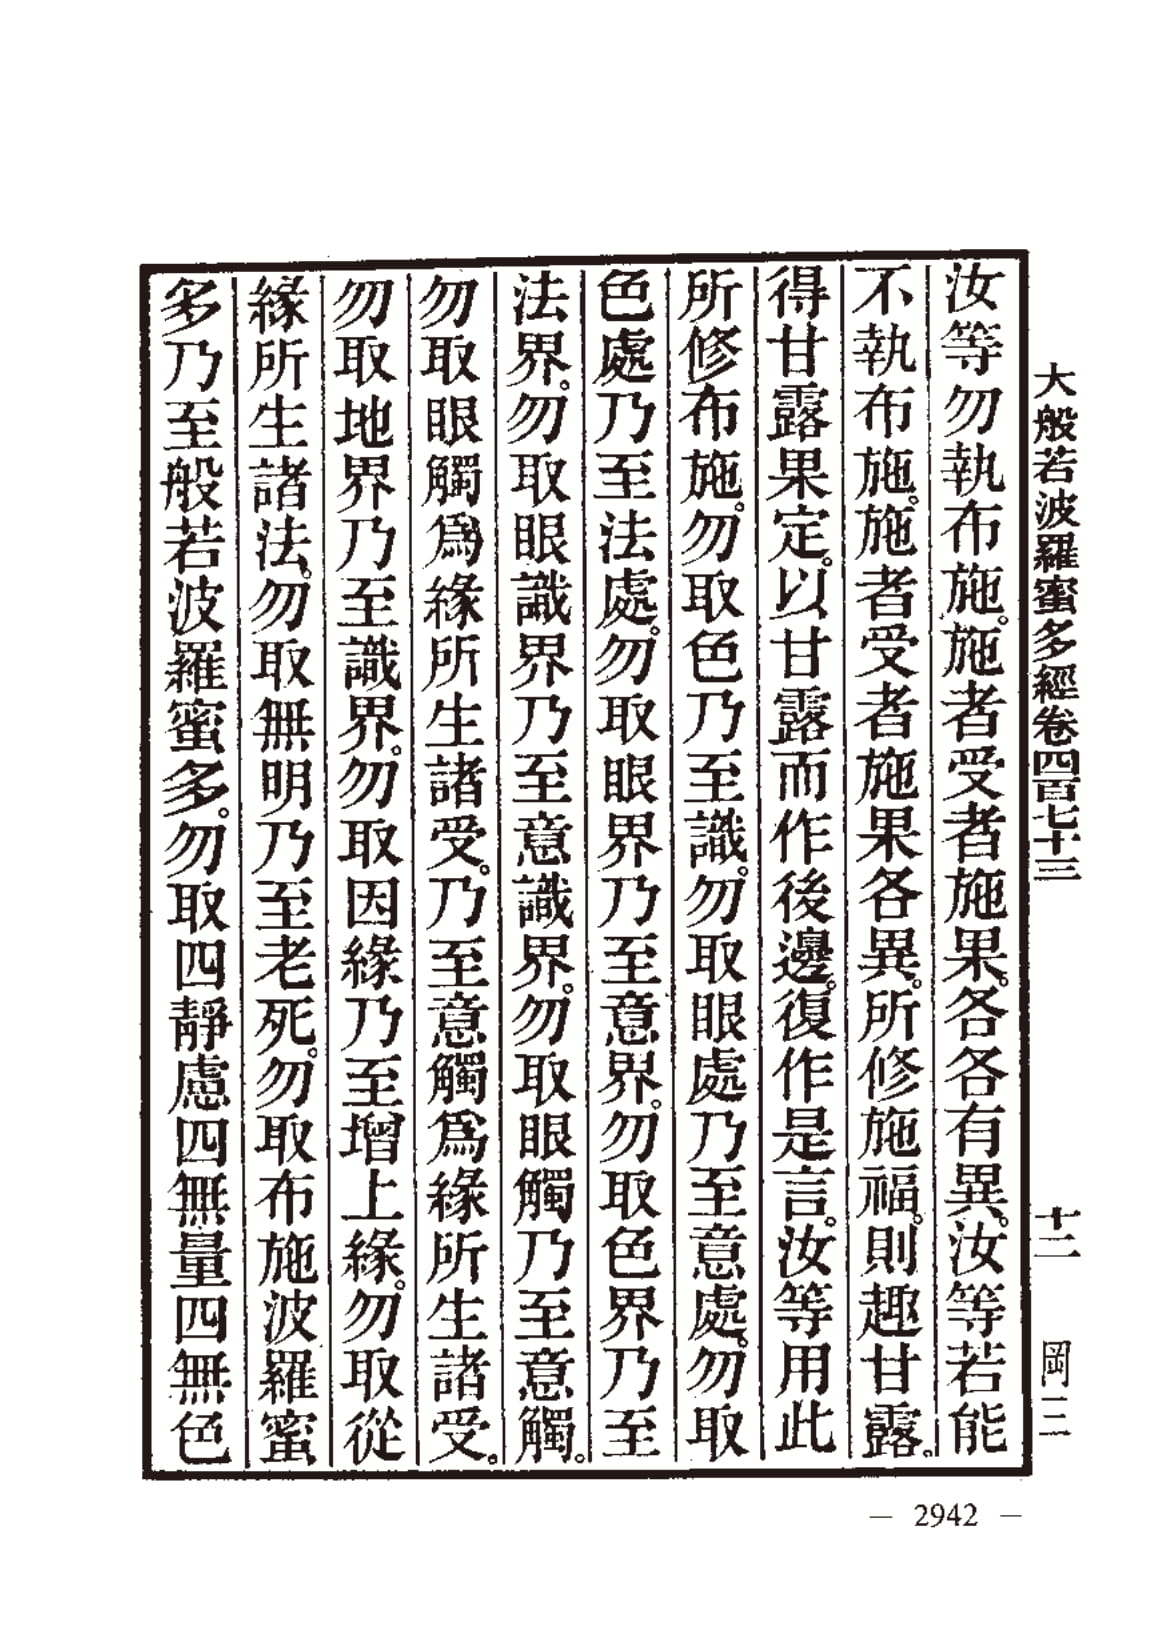 大般若波羅蜜多經卷四百七十三
十二
岡三
汝等勿執布施。施者受者施果。各各有異。汝等若能
不執布施。施者受者施果各異。所修施福。則趣甘露。
得甘露果定。以甘露而作後邊。復作是言。汝等用此
所修布施。勿取色乃至識。勿取眼處乃至意處。勿取
色處乃至法處。勿取眼界乃至意界。勿取色界乃至
法界。勿取眼識界乃至意識界。勿取眼觸乃至意觸。
勿取眼觸爲緣所生諸受。乃至意觸爲緣所生諸受。
勿取地界乃至識界。勿取因緣乃至增上緣。勿取從
緣所生諸法。勿取無明乃至老死。勿取布施波羅蜜
多乃至般若波羅蜜多。勿取四靜慮四無量四無色
— 2942 —